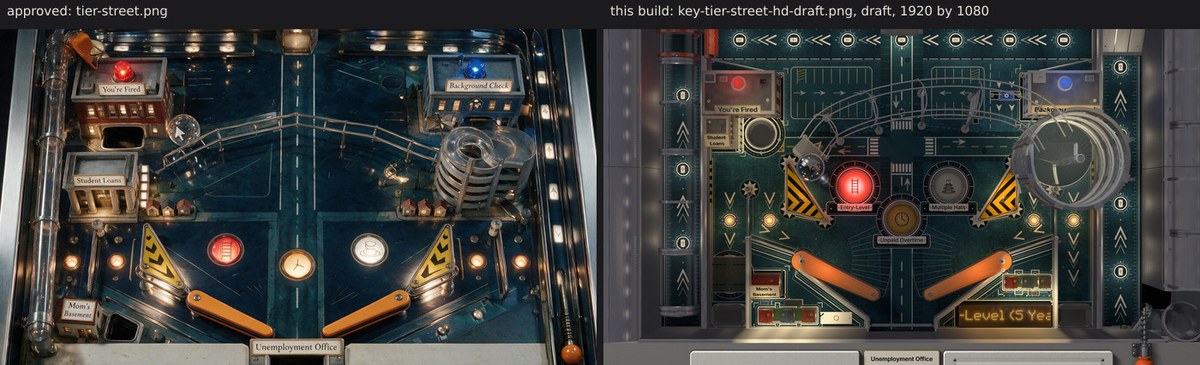 approved: tier-street.png
this build: key-tier-street-hd-draft.png, draft, 1920 by 1080
You're Fired
Background Check
Student Loans
Mom's
Basement
Unemployment Office
You're Fired
Student
Loans
Entry-Level
Multiple Hats
Unpaid Overtime
Mom's
Basement
-Level (5 Yea
Unemployment Office